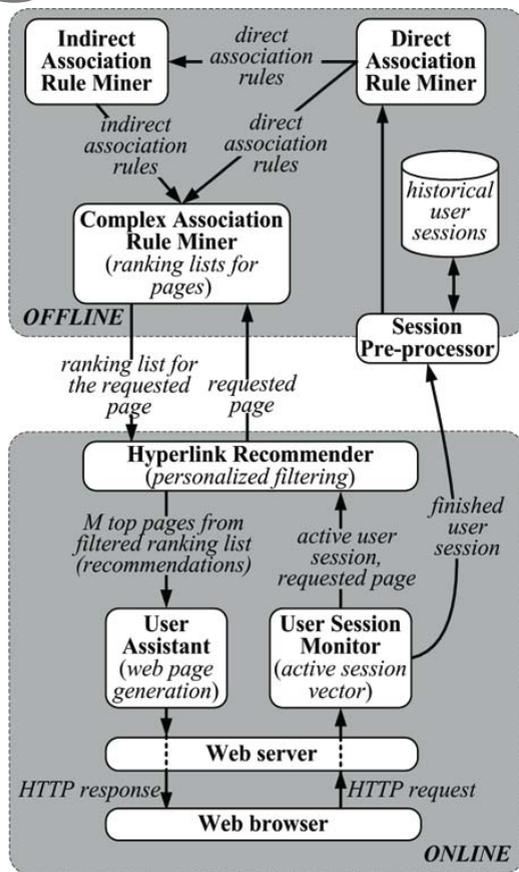 Indirect
Association
Rule Miner
direct
association
rules
Direct
Association
Rule Miner
indirect
association
rules
direct
association
rules
historical
user
sessions
Complex Association
Rule Miner
(ranking lists for
pages)
OFFLINE
Session
Pre-processor
ranking list for
the requested
page
requested
page
Hyperlink Recommender
(personalized filtering)
M top pages from
filtered ranking list
(recommendations)
active user
session,
requested page
finished
user
session
User
Assistant
(web page
generation)
User Session
Monitor
(active session
vector)
Web server
HTTP response
HTTP request
Web browser
ONLINE